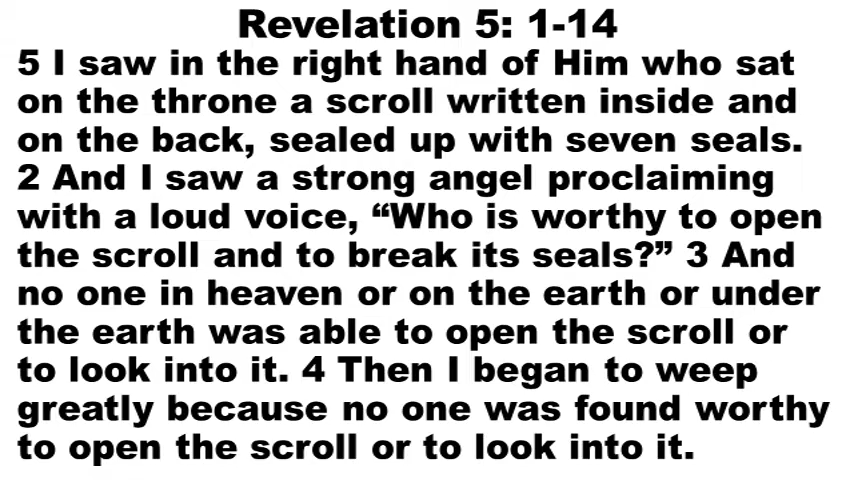 Revelation 5: 1-14
5 I saw in the right hand of Him who sat
on the throne a scroll written inside and
on the back, sealed up with seven seals.
2 And I saw a strong angel proclaiming
with a loud voice, “Who is worthy to open
the scroll and to break its seals?” 3 And
no one in heaven or on the earth or under
the earth was able to open the scroll or
to look into it. 4 Then I began to weep
greatly because no one was found worthy
to open the scroll or to look into it.